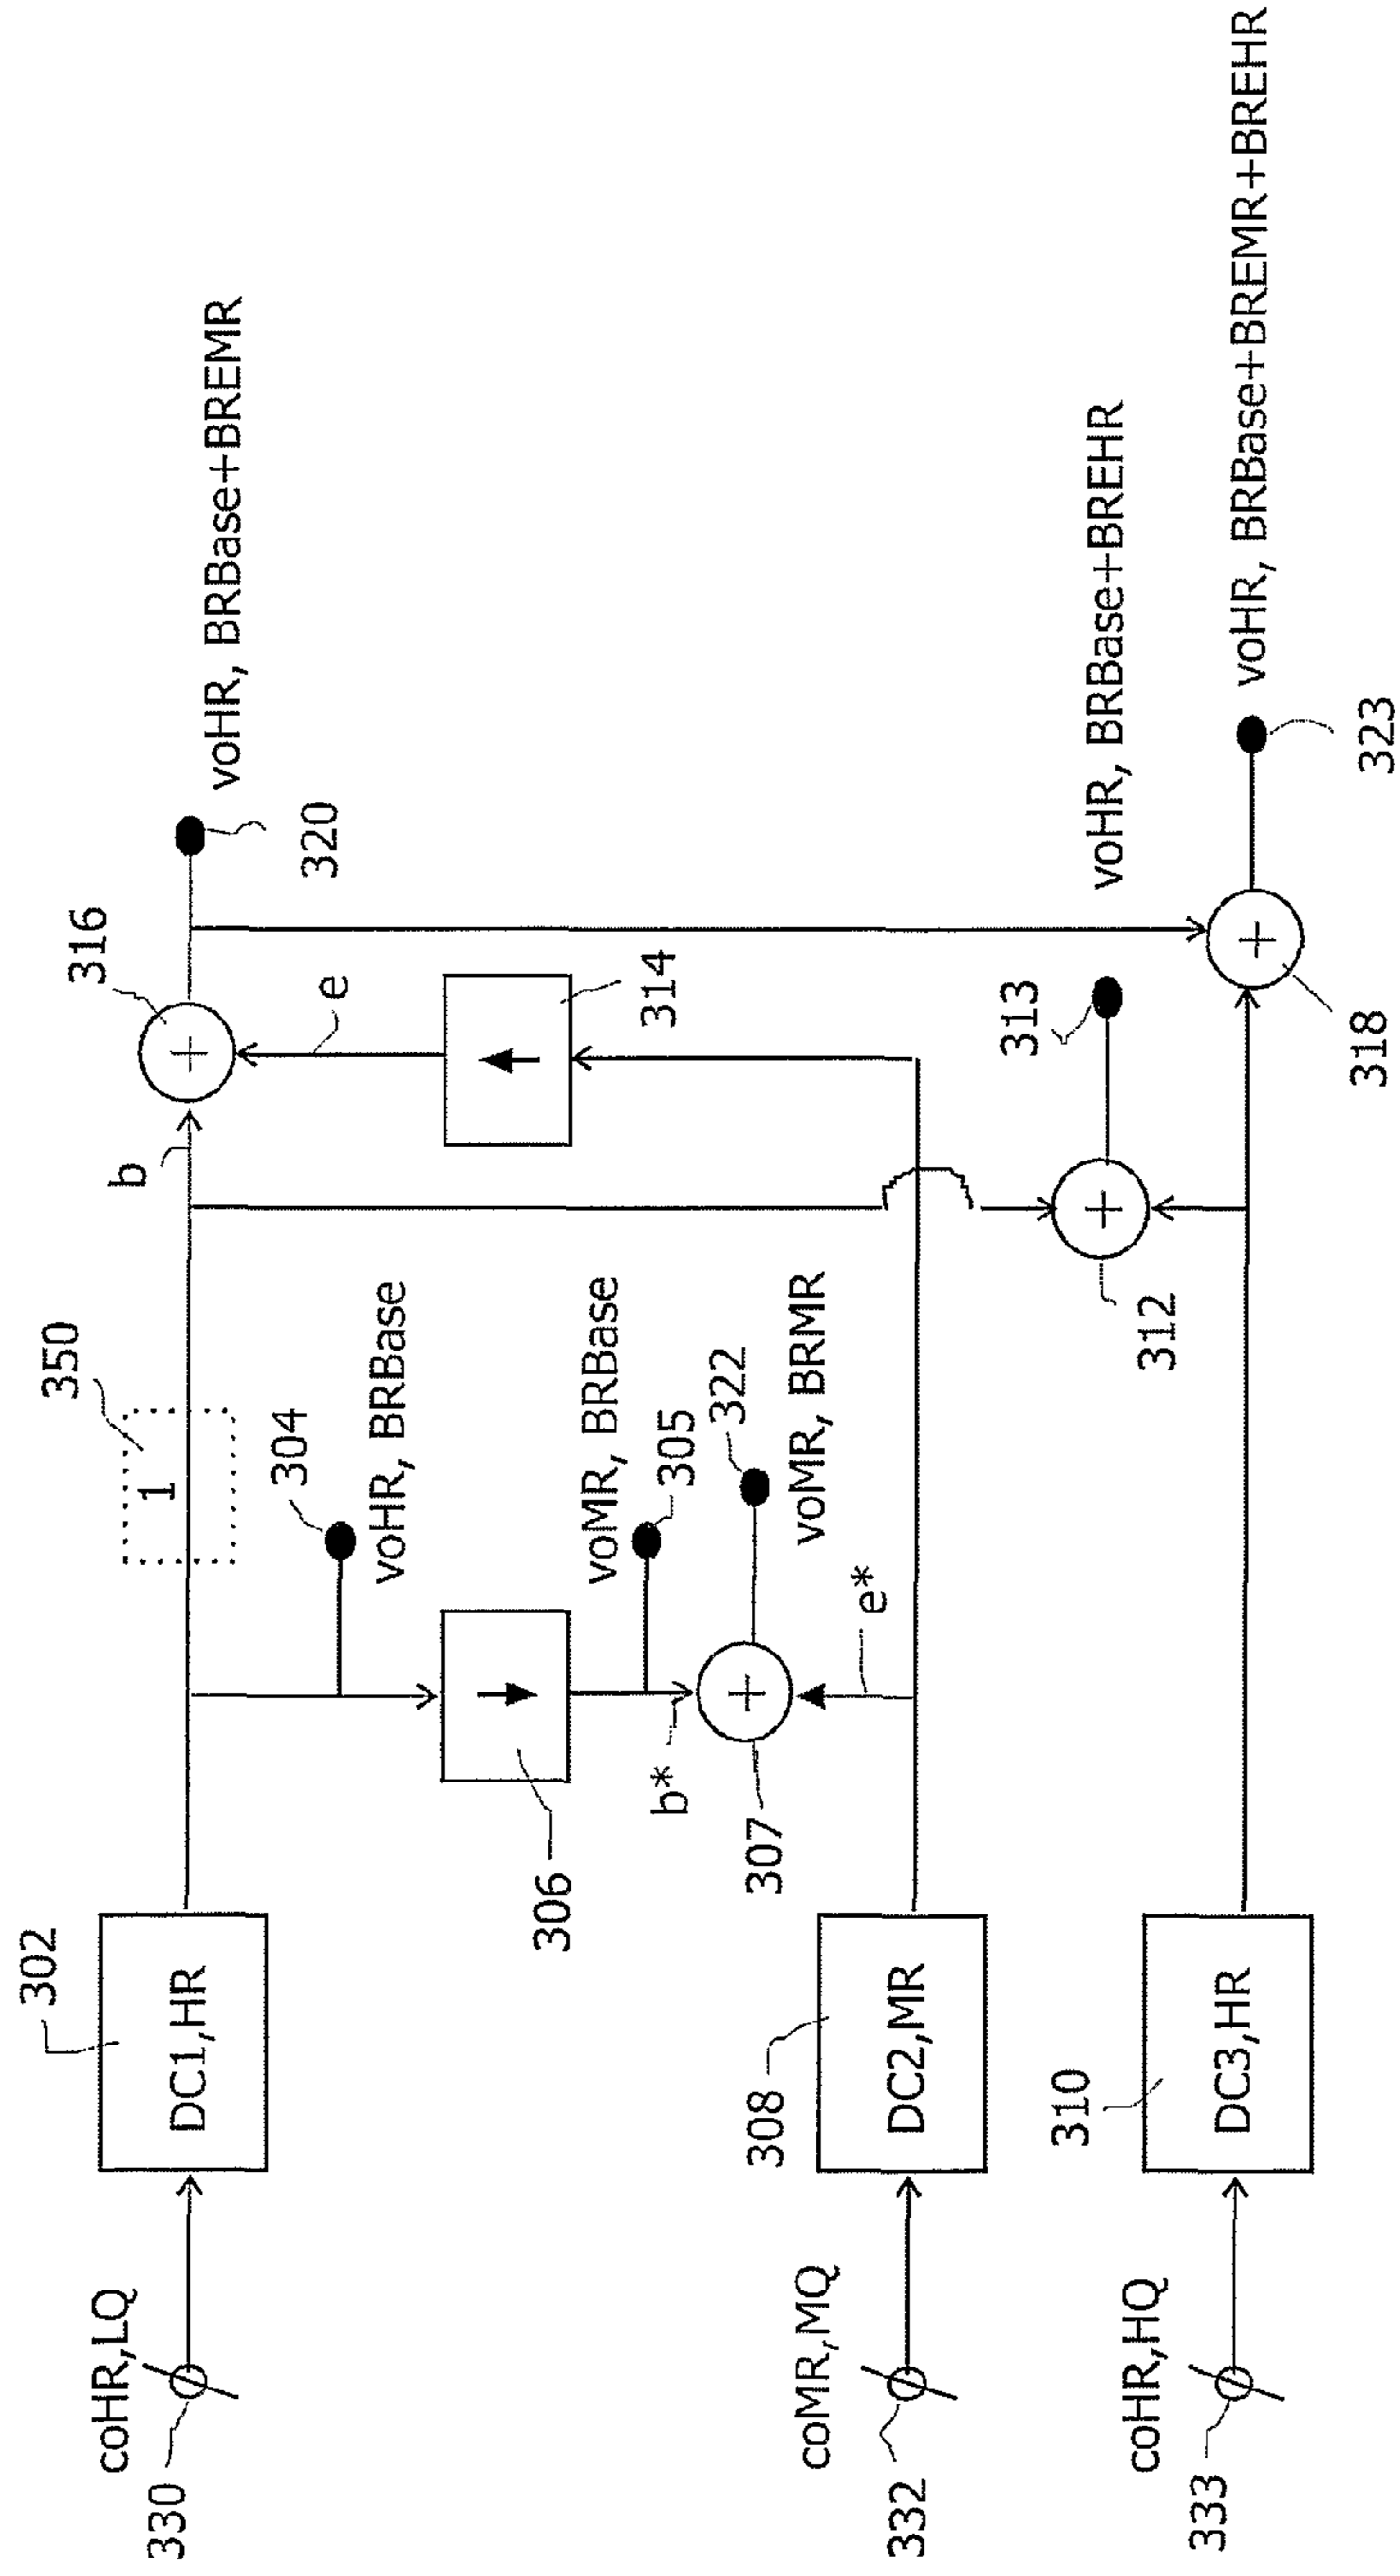 350
1
b
316
e
320
voHR, BRBase+BREMR
302
DC1,HR
coHR,LQ
330
304
voHR, BRBase
306
314
voMR, BRBase
305
b*
+
+
307
322
voMR, BRMR
e*
308
DC2,MR
coMR,MQ
332
313
voHR, BRBase+BREHR
+
312
310
DC3,HR
coHR,HQ
333
+
318
323
voHR, BRBase+BREMR+BREHR